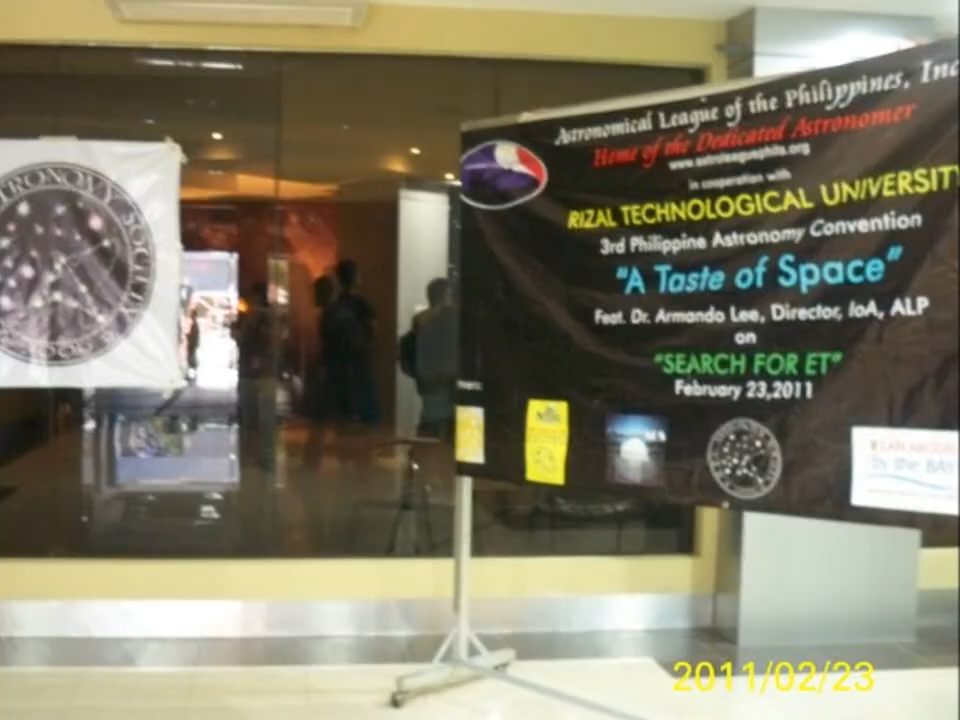 ASTRONOMY SOCIETY
Astronomical League of the Philippines, Inc
Home of the Dedicated Astronomer
www.astroleaguephils.org
in cooperation with
RIZAL TECHNOLOGICAL UNIVERSITY
3rd Philippine Astronomy Convention
"A Taste of Space"
Feat. Dr. Armando Lee, Director, IoA, ALP
on
"SEARCH FOR ET"
February 23,2011
by the BAY
2011/02/23